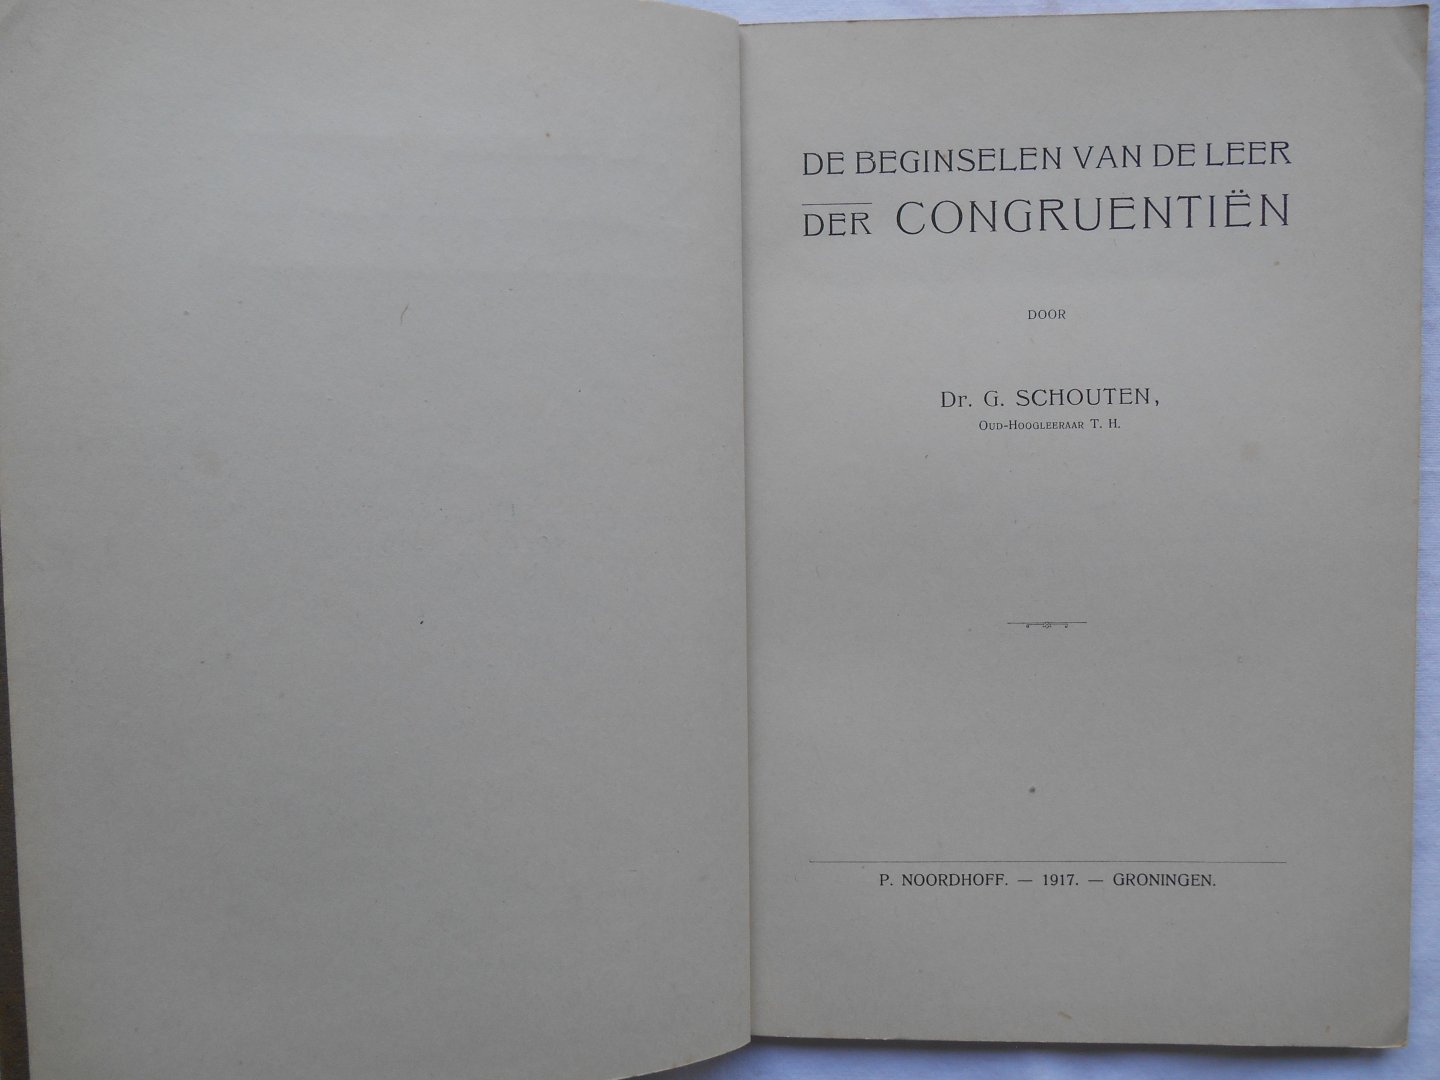 DE BEGINSELEN VAN DE LEER
DER CONGRUENTIËN
DOOR
Dr. G. SCHOUTEN,
OUD-HOOGLEERAAR T. H.
P. NOORDHOFF. — 1917. — GRONINGEN.